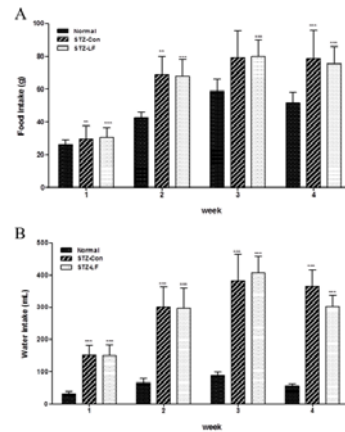 A
Normal
STZ-Con
STZ-LF
Food intake (g)
100
80
60
40
20
0
1 2 3 4
week
B
Normal
STZ-Con
STZ-LF
Water intake (mL)
500
400
300
200
100
0
1 2 3 4
week